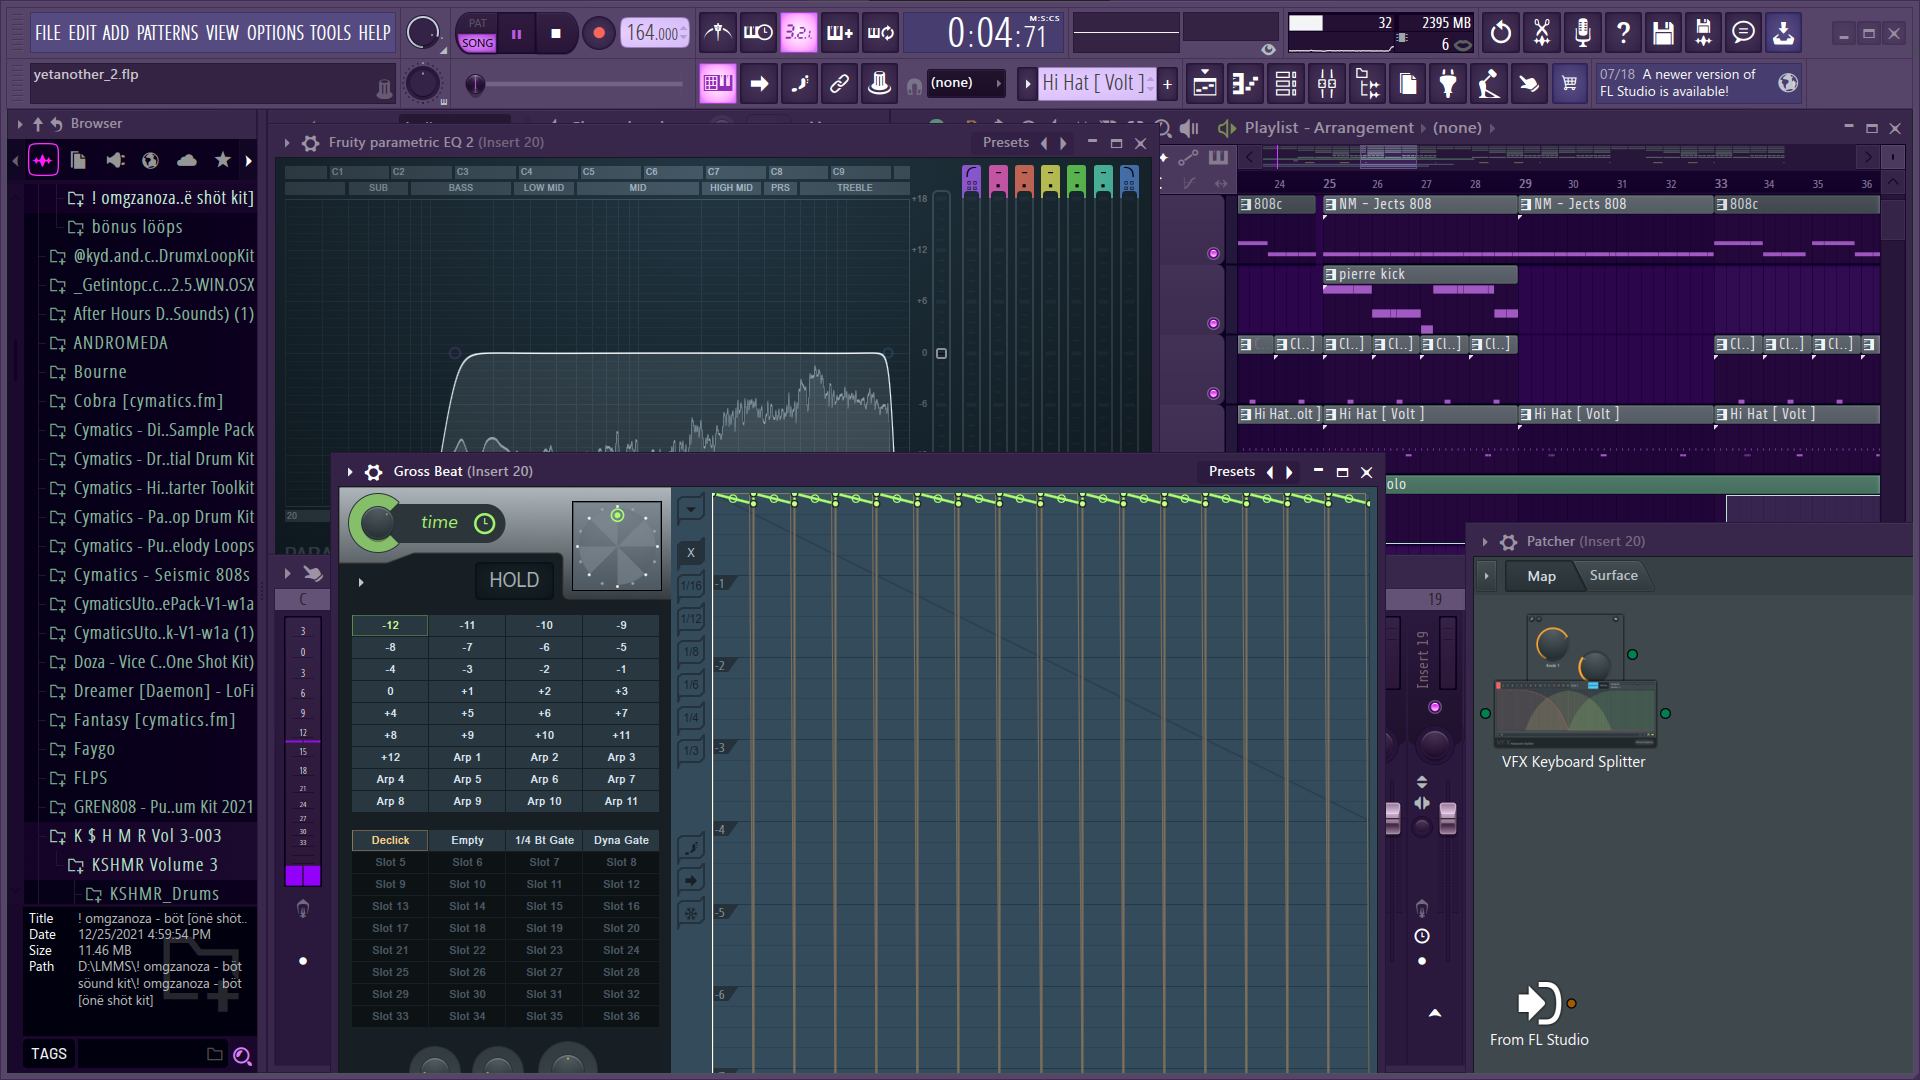 FILE EDIT ADD PATTERNS VIEW OPTIONS TOOLS HELP
yetanother_2.flp
PAT
SONG
164.000
3.2.
0:04:71
M:S:CS
32
2395 MB
6
(none)
Hi Hat [ Volt ]
07/18 A newer version of
FL Studio is available!
Browser
! omgzanoza..ë shöt kit]
bönus lööps
@kyd.and.c..DrumxLoopKit
_Getintopc.c...2.5.WIN.OSX
After Hours D..Sounds) (1)
ANDROMEDA
Bourne
Cobra [cymatics.fm]
Cymatics - Di..Sample Pack
Cymatics - Dr..tial Drum Kit
Cymatics - Hi..tarter Toolkit
Cymatics - Pa..op Drum Kit
Cymatics - Pu..elody Loops
Cymatics - Seismic 808s
CymaticsUto..ePack-V1-w1a
CymaticsUto..k-V1-w1a (1)
Doza - Vice C..One Shot Kit)
Dreamer [Daemon] - LoFi
Fantasy [cymatics.fm]
Faygo
FLPS
GREN808 - Pu..um Kit 2021
K $ H M R Vol 3-003
KSHMR Volume 3
KSHMR_Drums
Title ! omgzanoza - böt [önë shöt..
Date 12/25/2021 4:59:54 PM
Size 11.46 MB
Path D:\LMMS\! omgzanoza - böt
söund kit\! omgzanoza - böt
[önë shöt kit]
TAGS
Fruity parametric EQ 2 (Insert 20)
Presets
C1 C2 C3 C4 C5 C6 C7 C8 C9
SUB BASS LOW MID MID HIGH MID PRS TREBLE
+18
+12
+6
0
-6
20
C
3
0
3
6
9
12
15
18
21
24
27
30
33
Gross Beat (Insert 20)
Presets
time
HOLD
-12 -11 -10 -9
-8 -7 -6 -5
-4 -3 -2 -1
0 +1 +2 +3
+4 +5 +6 +7
+8 +9 +10 +11
+12 Arp 1 Arp 2 Arp 3
Arp 4 Arp 5 Arp 6 Arp 7
Arp 8 Arp 9 Arp 10 Arp 11
Declick Empty 1/4 Bt Gate Dyna Gate
Slot 5 Slot 6 Slot 7 Slot 8
Slot 9 Slot 10 Slot 11 Slot 12
Slot 13 Slot 14 Slot 15 Slot 16
Slot 17 Slot 18 Slot 19 Slot 20
Slot 21 Slot 22 Slot 23 Slot 24
Slot 25 Slot 26 Slot 27 Slot 28
Slot 29 Slot 30 Slot 31 Slot 32
Slot 33 Slot 34 Slot 35 Slot 36
X
1/16
1/12
1/8
1/6
1/4
1/3
-1
-2
-3
-4
-5
-6
Playlist - Arrangement (none)
24 25 26 27 28 29 30 31 32 33 34 35 36
808c NM - Jects 808 NM - Jects 808 808c
pierre kick
Cl..] Cl..] Cl..] Cl..] Cl..] Cl..] Cl..] Cl..]
Hi Hat..olt ] Hi Hat [ Volt ] Hi Hat [ Volt ] Hi Hat [ Volt ]
olo
19
Insert 19
Patcher (Insert 20)
Map Surface
VFX Keyboard Splitter
From FL Studio